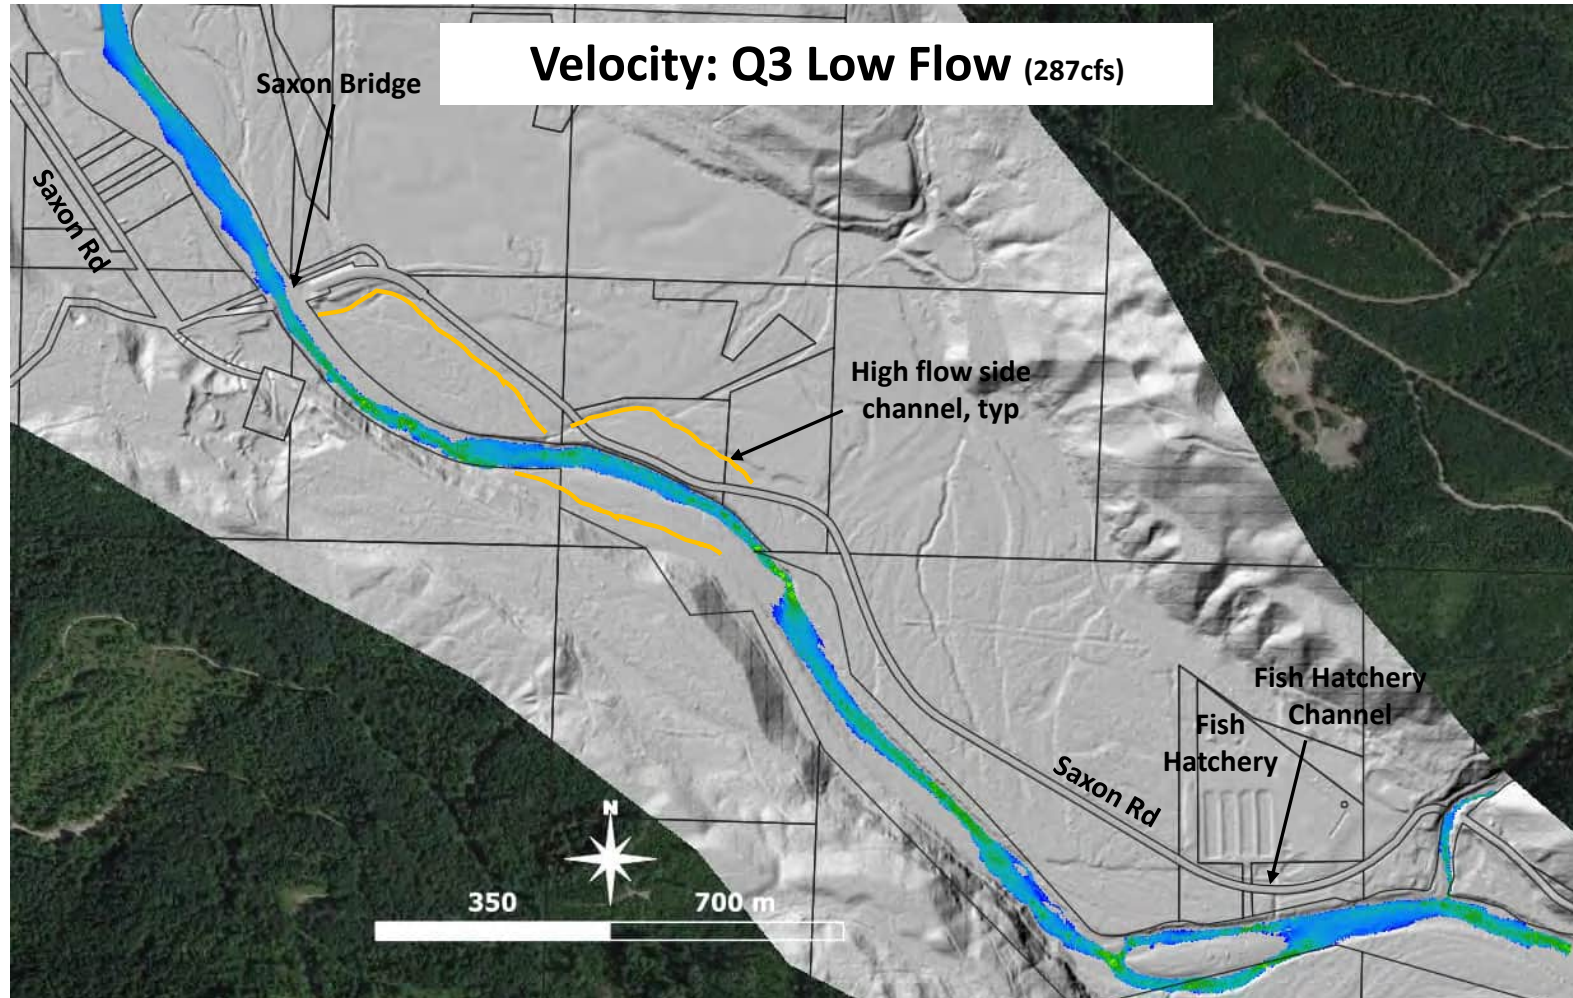 Velocity: Q3 Low Flow (287cfs)
Saxon Bridge
Saxon Rd
High flow side
channel, typ
Fish Hatchery
Channel
Fish
Hatchery
Saxon Rd
N
350 700 m